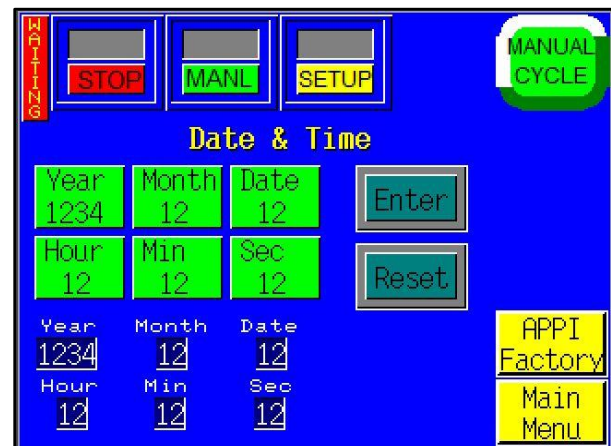 WAITING
STOP MANL SETUP
MANUAL
CYCLE
Date & Time
Year Month Date
1234 12 12
Enter
Hour Min Sec
12 12 12
Reset
Year Month Date
1234 12 12
Hour Min Sec
12 12 12
APPI
Factory
Main
Menu